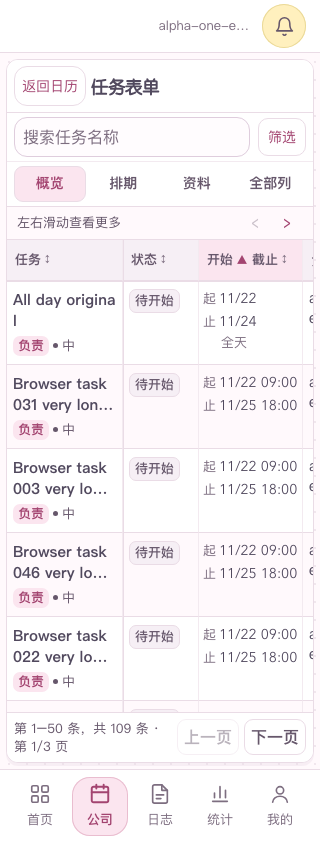 alpha-one-e...
返回日历 任务表单
搜索任务名称 筛选
概览 排期 资料 全部列
左右滑动查看更多 < >
任务 ↕ 状态 ↕ 开始 ▲ 截止 ↕
All day origina
l
负责 • 中
待开始
起 11/22
止 11/24
全天
Browser task
031 very lon...
负责 • 中
待开始
起 11/22 09:00
止 11/25 18:00
Browser task
003 very lo...
负责 • 中
待开始
起 11/22 09:00
止 11/25 18:00
Browser task
046 very lo...
负责 • 中
待开始
起 11/22 09:00
止 11/25 18:00
Browser task
022 very lo...
负责 • 中
待开始
起 11/22 09:00
止 11/25 18:00
第 1–50 条，共 109 条 ·
第 1/3 页
上一页 下一页
首页 公司 日志 统计 我的